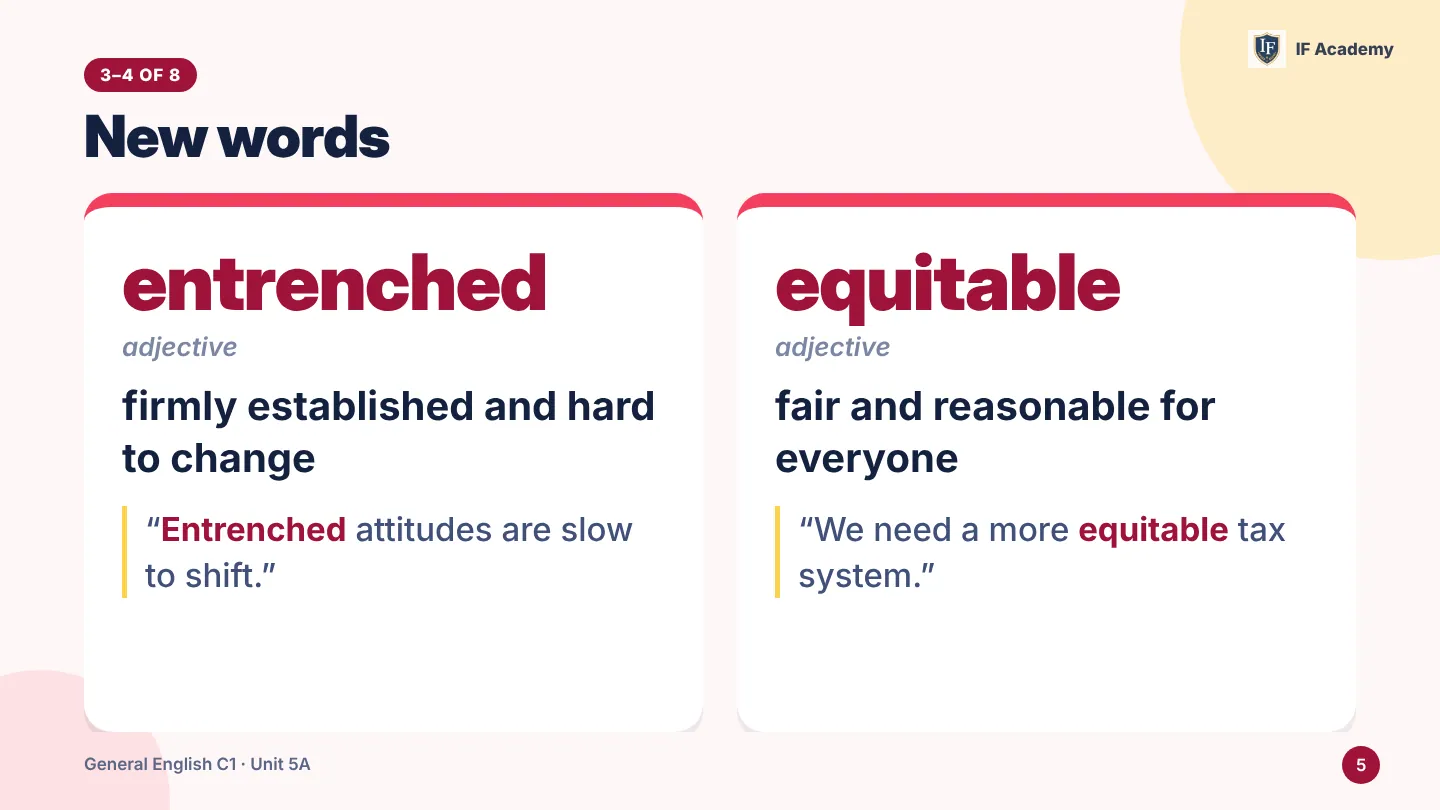 IF
IF Academy
3–4 OF 8
New words
entrenched
adjective
firmly established and hard
to change
“Entrenched attitudes are slow
to shift.”
equitable
adjective
fair and reasonable for
everyone
“We need a more equitable tax
system.”
General English C1 · Unit 5A
5